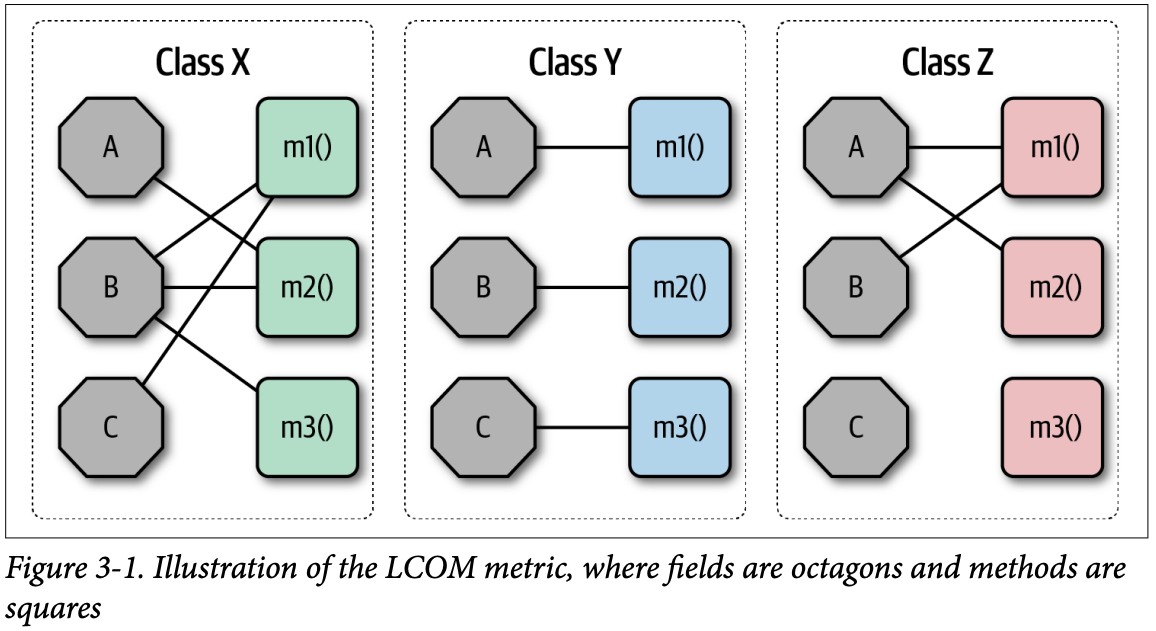 Class X
A
m1()
B
m2()
C
m3()
Class Y
A
m1()
B
m2()
C
m3()
Class Z
A
m1()
B
m2()
C
m3()
Figure 3-1. Illustration of the LCOM metric, where fields are octagons and methods are
squares